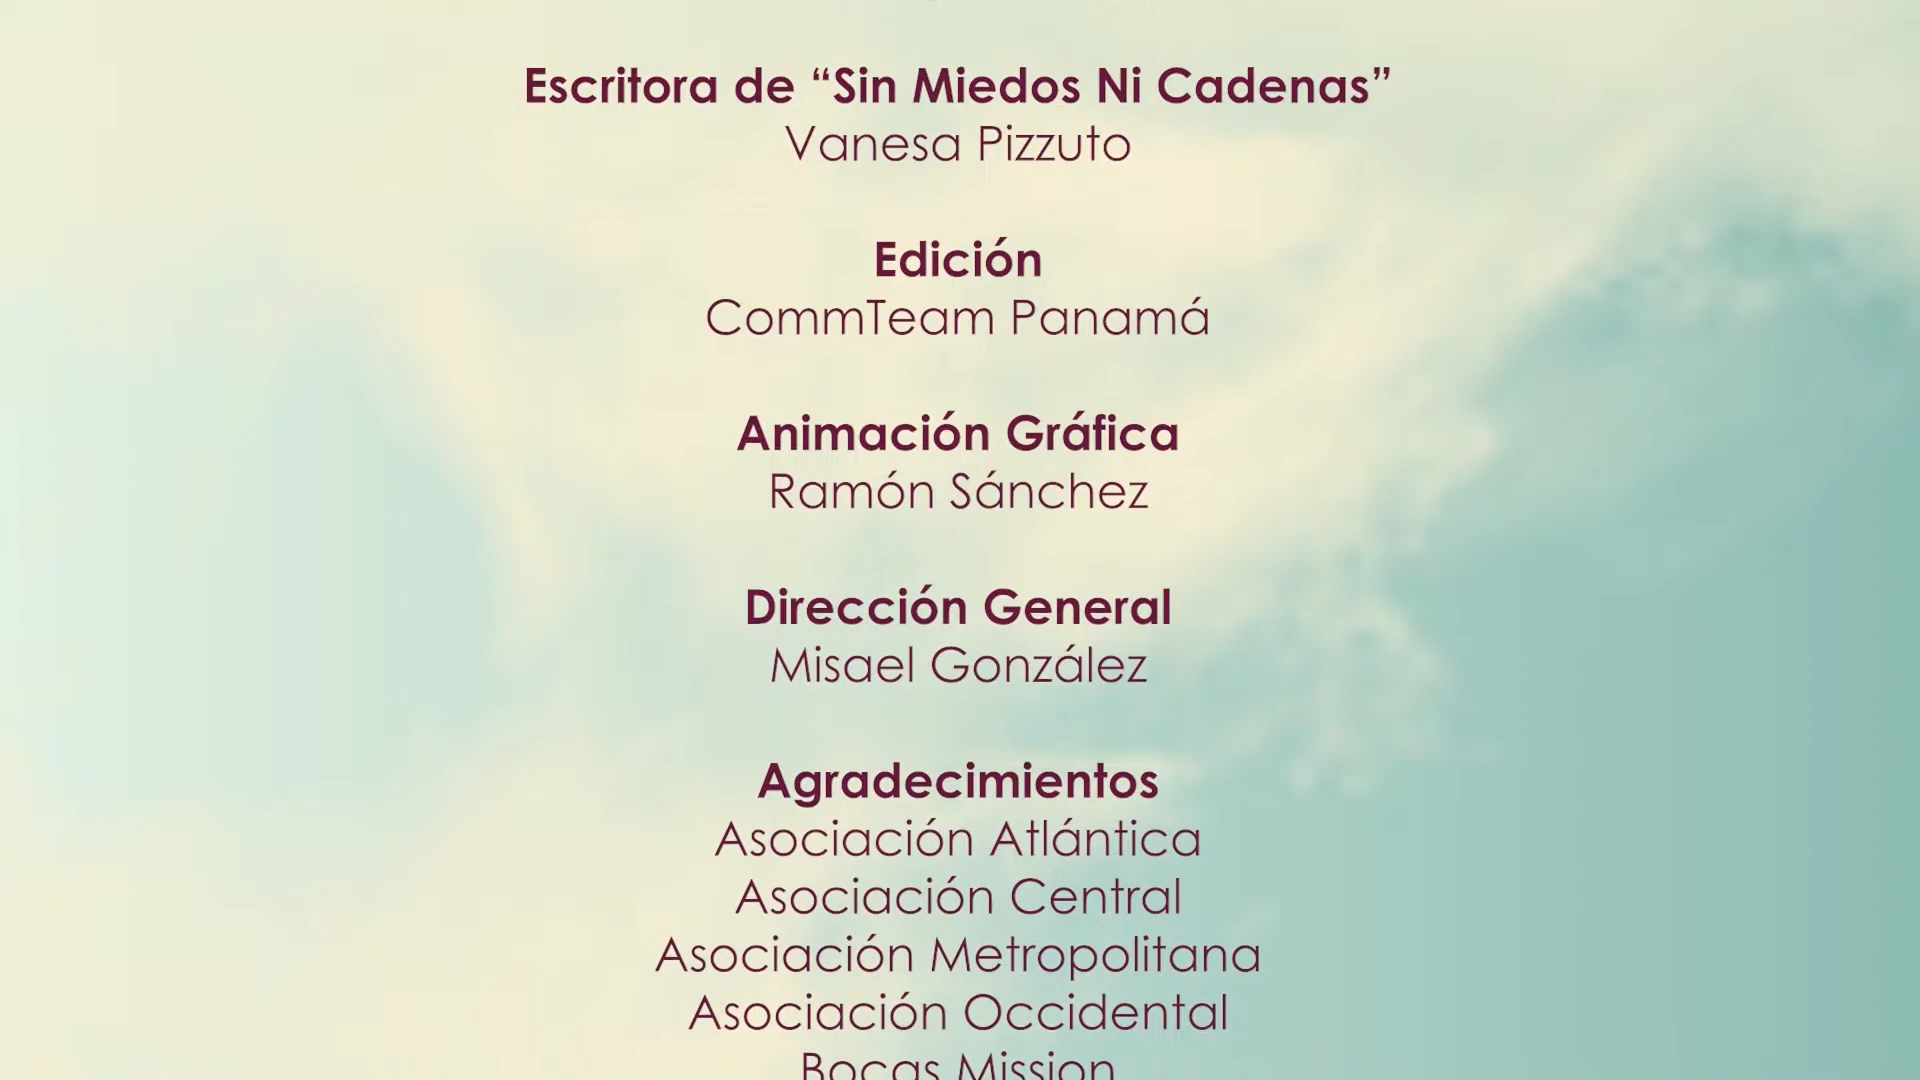 Escritora de “Sin Miedos Ni Cadenas”
Vanesa Pizzuto
Edición
CommTeam Panamá
Animación Gráfica
Ramón Sánchez
Dirección General
Misael González
Agradecimientos
Asociación Atlántica
Asociación Central
Asociación Metropolitana
Asociación Occidental
Bocas Mission